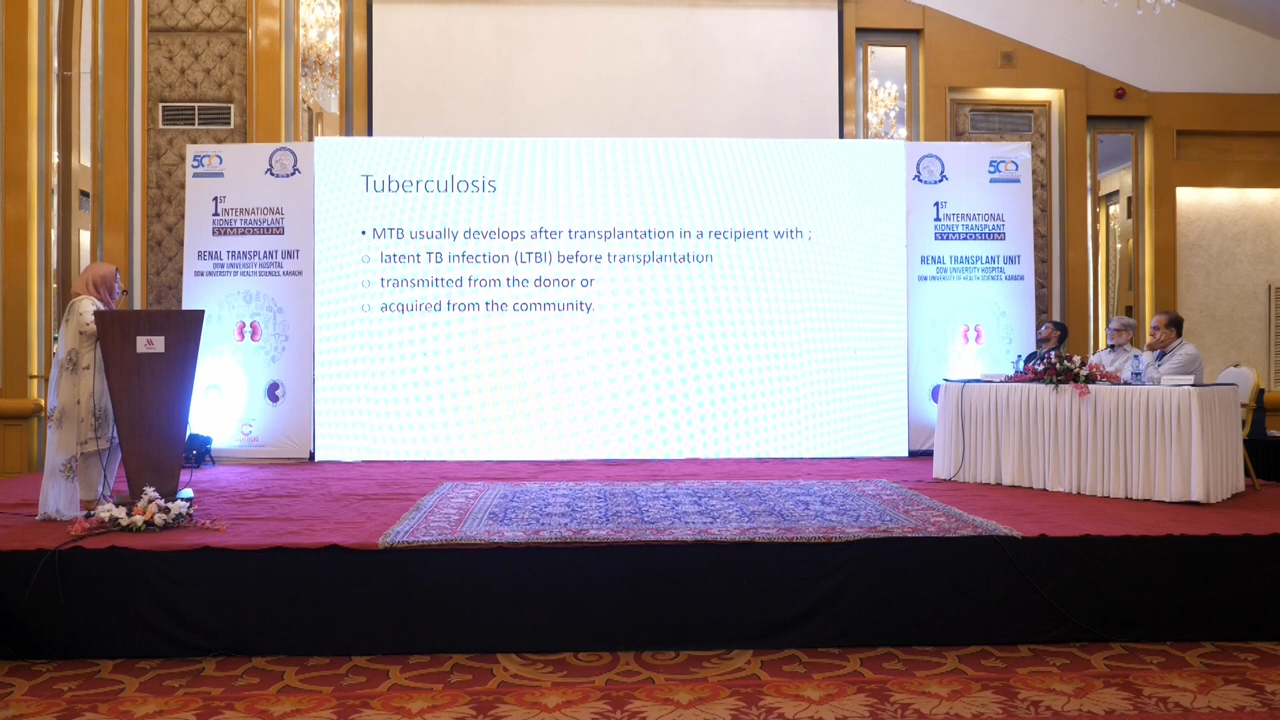 500
1ST
INTERNATIONAL
KIDNEY TRANSPLANT
SYMPOSIUM
RENAL TRANSPLANT UNIT
DOW UNIVERSITY HOSPITAL
DOW UNIVERSITY OF HEALTH SCIENCES, KARACHI
Tuberculosis
• MTB usually develops after transplantation in a recipient with ;
o latent TB infection (LTBI) before transplantation
o transmitted from the donor or
o acquired from the community.
500
1ST
INTERNATIONAL
KIDNEY TRANSPLANT
SYMPOSIUM
RENAL TRANSPLANT UNIT
DOW UNIVERSITY HOSPITAL
DOW UNIVERSITY OF HEALTH SCIENCES, KARACHI